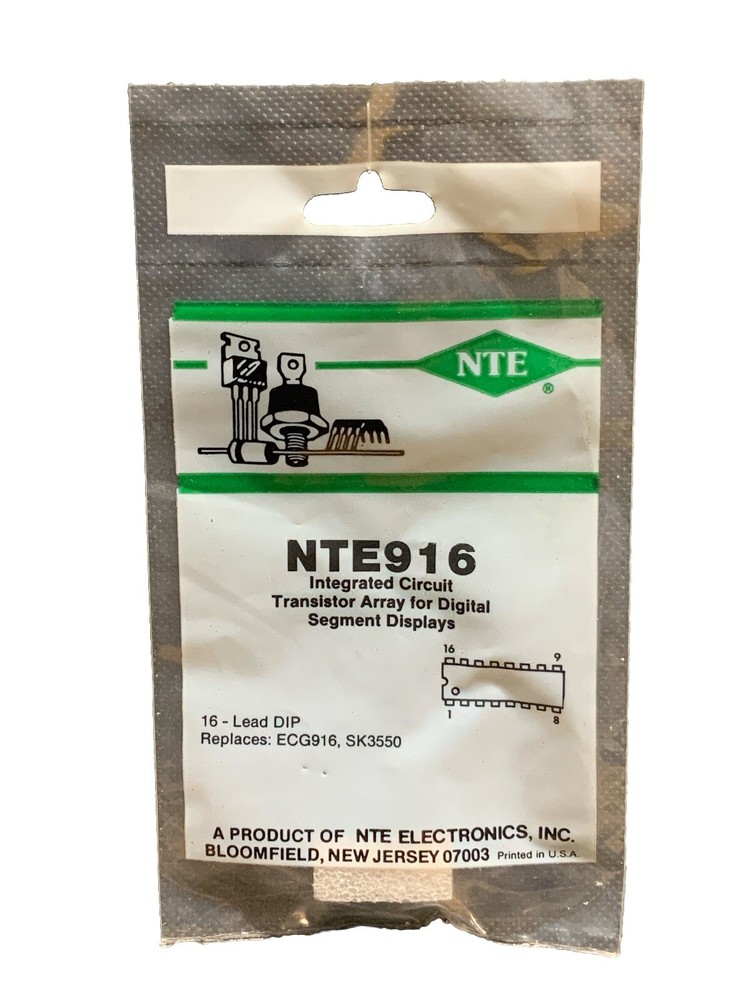 NTE
®
NTE916
Integrated Circuit
Transistor Array for Digital
Segment Displays
16 9
1 8
16 - Lead DIP
Replaces: ECG916, SK3550
A PRODUCT OF NTE ELECTRONICS, INC.
BLOOMFIELD, NEW JERSEY 07003 Printed in U.S.A.